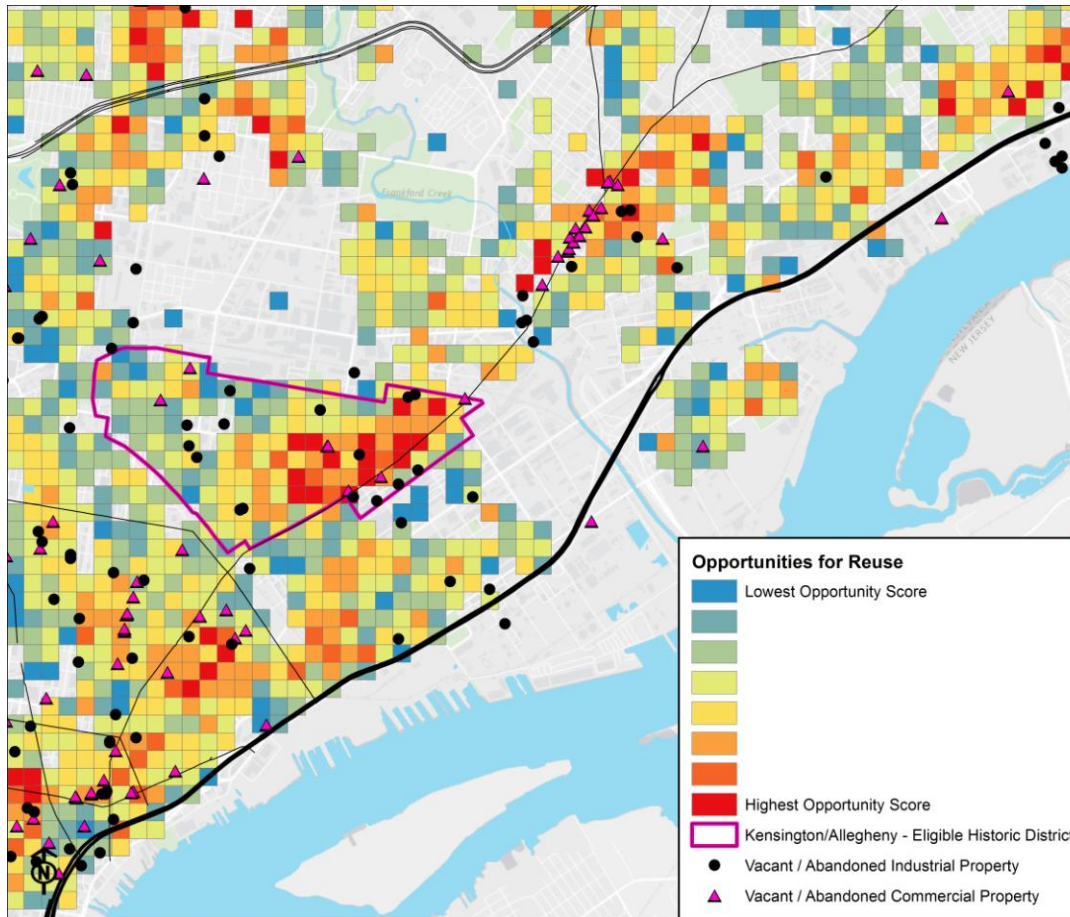 Frankford Creek
NEW JERSEY
Opportunities for Reuse
Lowest Opportunity Score
Highest Opportunity Score
Kensington/Allegheny - Eligible Historic District
Vacant / Abandoned Industrial Property
Vacant / Abandoned Commercial Property
N